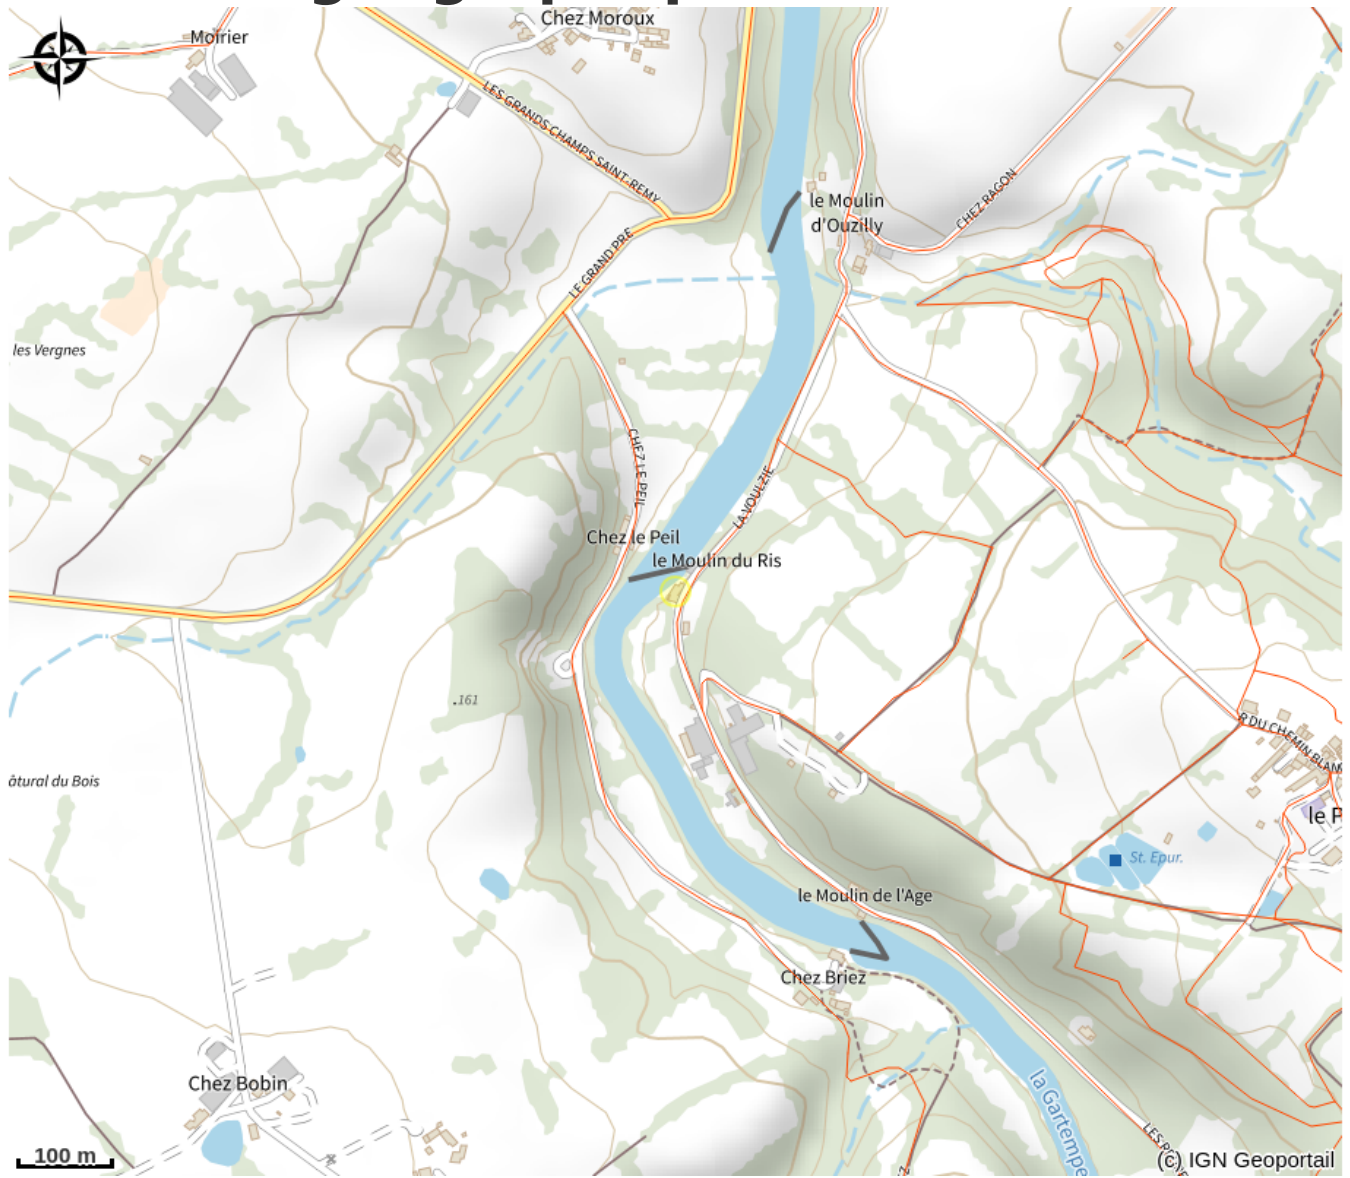 Chez Moroux
Moirier
LES GRANDS CHAMPS SAINT-REMY
le Moulin
d'Ouzilly
CHEZ RAGON
LE GRAND PRE
les Vergnes
CHEZ LE PEIL
LA VOULZIE
Chez le Peil
le Moulin du Ris
.161
R DU CHEMIN BLAN
âtural du Bois
le P
St. Epur.
le Moulin de l'Age
Chez Briez
Chez Bobin
la Gartempe
100 m
(c) IGN Geoportail